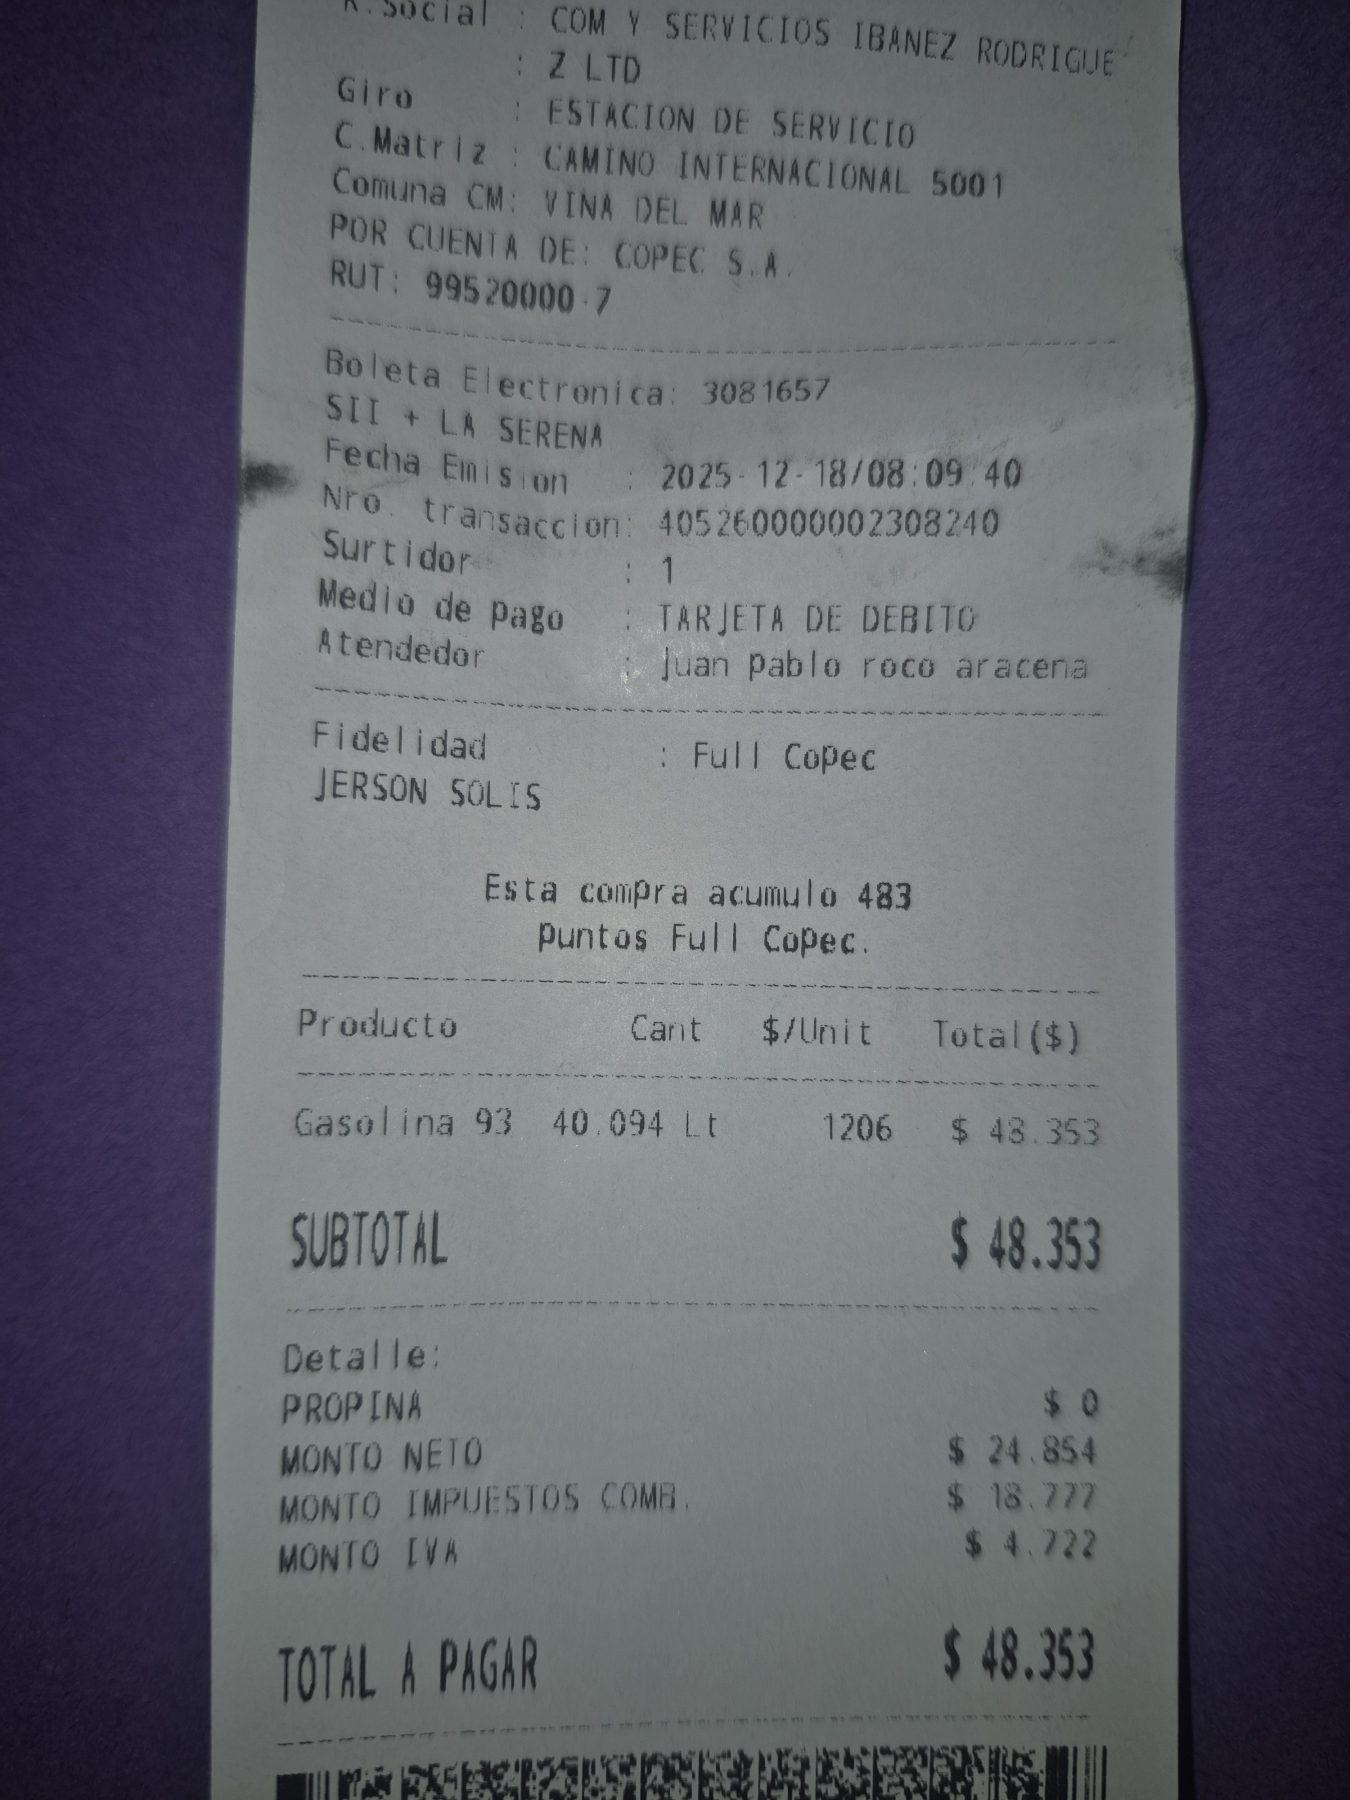 R.Social : COM Y SERVICIOS IBANEZ RODRIGUE
: Z LTD
Giro : ESTACION DE SERVICIO
C.Matriz : CAMINO INTERNACIONAL 5001
Comuna CM: VINA DEL MAR
POR CUENTA DE: COPEC S.A.
RUT: 99520000-7
Boleta Electronica: 3081657
SII + LA SERENA
Fecha Emision : 2025-12-18/08:09:40
Nro. transaccion: 405260000002308240
Surtidor : 1
Medio de pago : TARJETA DE DEBITO
Atendedor : juan pablo roco aracena
Fidelidad : Full Copec
JERSON SOLIS
Esta compra acumulo 483
puntos Full Copec.
Producto Cant $/Unit Total($)
Gasolina 93 40.094 Lt 1206 $ 48.353
SUBTOTAL $ 48.353
Detalle:
PROPINA $ 0
MONTO NETO $ 24.854
MONTO IMPUESTOS COMB. $ 18.777
MONTO IVA $ 4.722
TOTAL A PAGAR $ 48.353